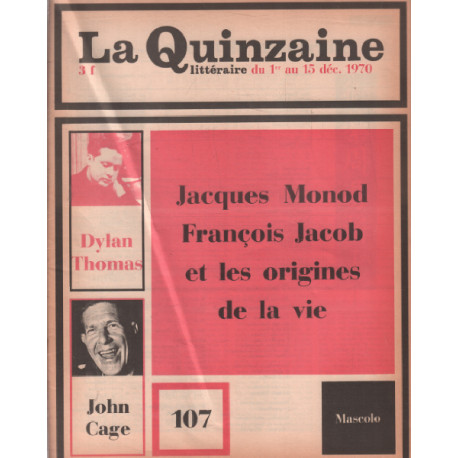 La Quinzaine
3 f
littéraire du 1er au 15 déc. 1970
Dylan
Thomas
Jacques Monod
François Jacob
et les origines
de la vie
John
Cage
107
Mascolo